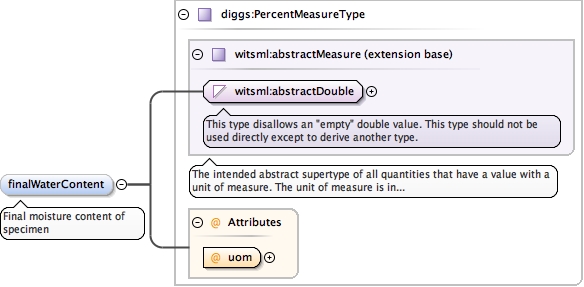 diggs:PercentMeasureType
witsml:abstractMeasure (extension base)
witsml:abstractDouble
This type disallows an "empty" double value. This type should not be
used directly except to derive another type.
The intended abstract supertype of all quantities that have a value with a
unit of measure. The unit of measure is in...
finalWaterContent
Final moisture content of
specimen
@ Attributes
@ uom